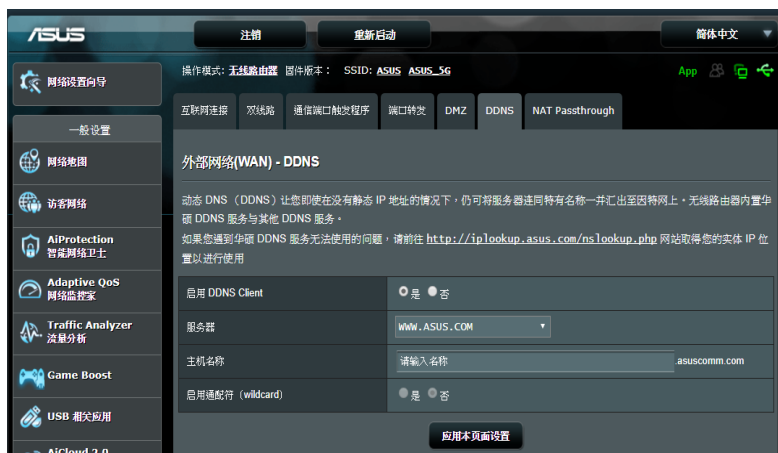 ASUS
注销
重新启动
简体中文
操作模式: 无线路由器 固件版本: SSID: ASUS ASUS_5G
App
网络设置向导
互联网连接
双线路
通信端口触发程序
端口转发
DMZ
DDNS
NAT Passthrough
一般设置
网络地图
访客网络
AiProtection
智能网络卫士
Adaptive QoS
网络监控家
Traffic Analyzer
流量分析
Game Boost
USB 相关应用
AiCloud 2.0
外部网络(WAN) - DDNS
动态 DNS (DDNS) 让您即使在没有静态 IP 地址的情况下，仍可将服务器连同特有名称一并汇出至因特网上。无线路由器内置华
硕 DDNS 服务与其他 DDNS 服务。
如果您遇到华硕 DDNS 服务无法使用的问题，请前往 http://iplookup.asus.com/nslookup.php 网站取得您的实体 IP 位
置以进行使用
启用 DDNS Client
是 否
服务器
WWW.ASUS.COM
主机名称
请输入名称
.asuscomm.com
启用通配符 (wildcard)
是 否
应用本页面设置